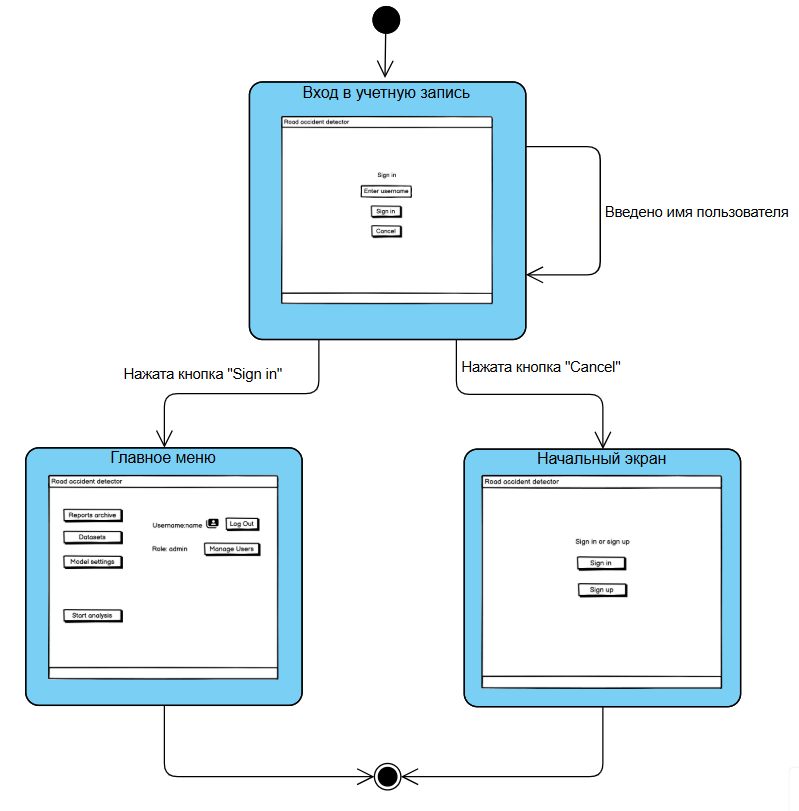 Вход в учетную запись
Road accident detector
Sign in
Enter username
Sign in
Cancel
Введено имя пользователя
Нажата кнопка "Sign in"
Нажата кнопка "Cancel"
Главное меню
Road accident detector
Reports archive
Datasets
Model settings
Start analysis
Username:name
Log Out
Role: admin
Manage Users
Начальный экран
Road accident detector
Sign in or sign up
Sign in
Sign up